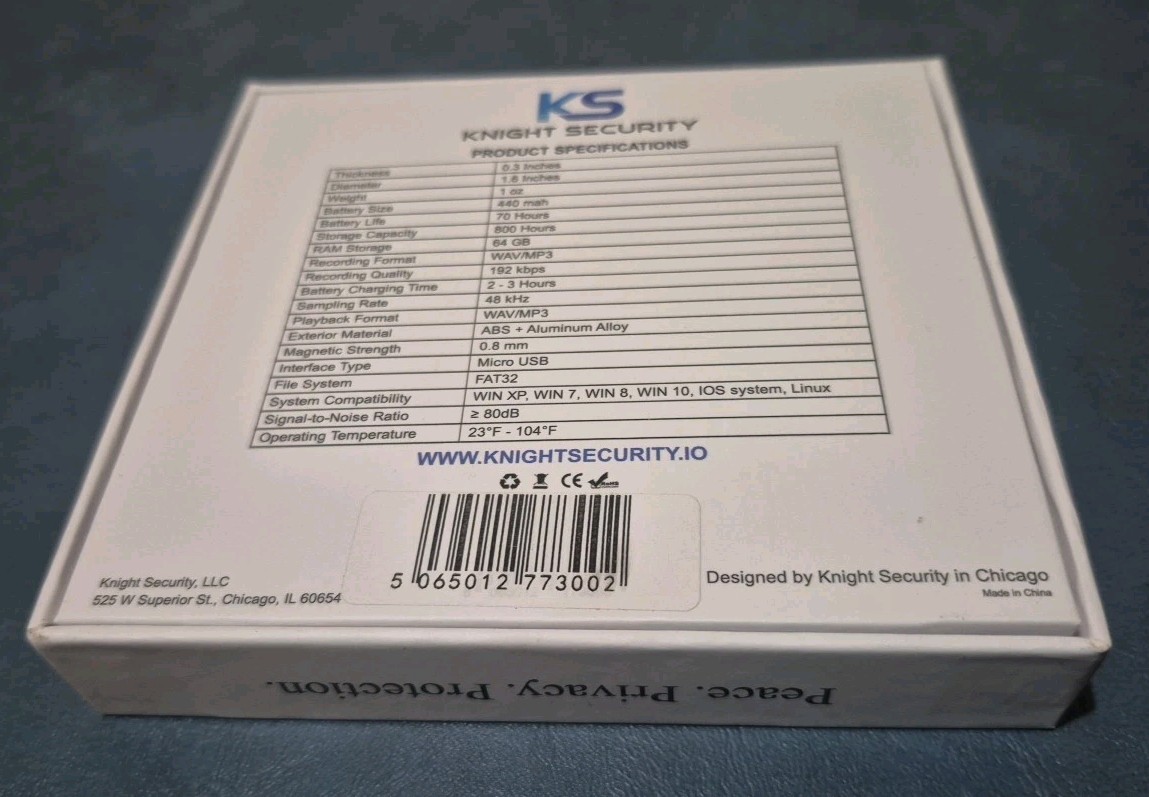 KS
KNIGHT SECURITY
PRODUCT SPECIFICATIONS
Thickness 0.3 Inches
Diameter 1.6 Inches
Weight 1 oz
Battery Size 440 mah
Battery Life 70 Hours
Storage Capacity 800 Hours
RAM Storage 64 GB
Recording Format WAV/MP3
Recording Quality 192 kbps
Battery Charging Time 2 - 3 Hours
Sampling Rate 48 kHz
Playback Format WAV/MP3
Exterior Material ABS + Aluminum Alloy
Magnetic Strength 0.8 mm
Interface Type Micro USB
File System FAT32
System Compatibility WIN XP, WIN 7, WIN 8, WIN 10, IOS system, Linux
Signal-to-Noise Ratio ≥ 80dB
Operating Temperature 23°F - 104°F
WWW.KNIGHTSECURITY.IO
CE RoHS
5 065012 773002
Knight Security, LLC
525 W Superior St., Chicago, IL 60654
Designed by Knight Security in Chicago
Made in China
Peace. Privacy. Protection.